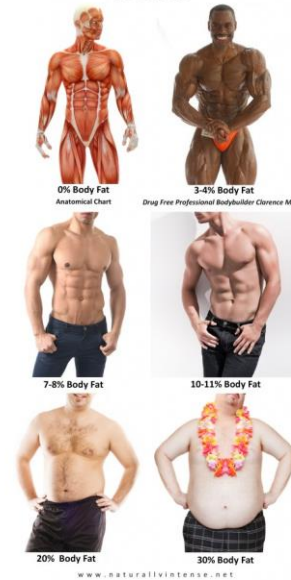 0% Body Fat
3-4% Body Fat
Anatomical Chart
Drug Free Professional Bodybuilder Clarence M
7-8% Body Fat
10-11% Body Fat
20% Body Fat
30% Body Fat
www.naturallyintense.net